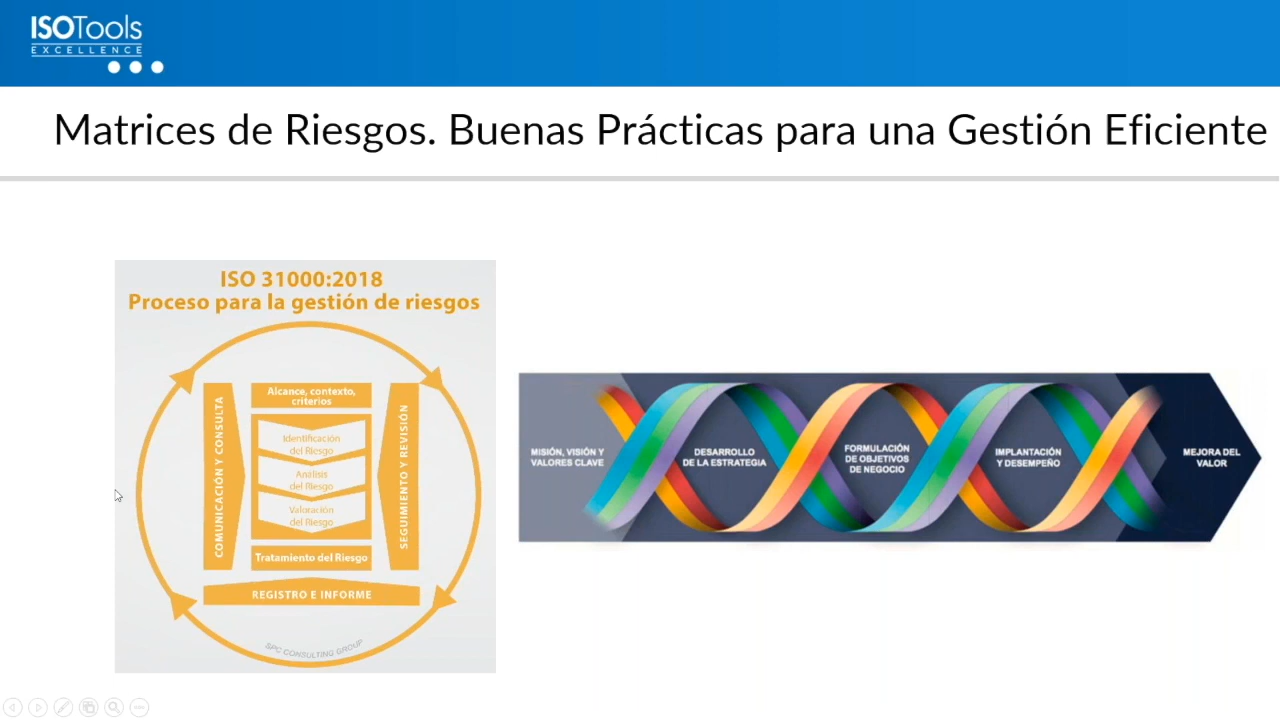 ISOTools
EXCELLENCE
Matrices de Riesgos. Buenas Prácticas para una Gestión Eficiente
ISO 31000:2018
Proceso para la gestión de riesgos
COMUNICACIÓN Y CONSULTA
Alcance, contexto,
criterios
Identificación
del Riesgo
Análisis
del Riesgo
Valoración
del Riesgo
Tratamiento del Riesgo
SEGUIMIENTO Y REVISIÓN
REGISTRO E INFORME
SPC CONSULTING GROUP
MISIÓN, VISIÓN Y
VALORES CLAVE
DESARROLLO
DE LA ESTRATEGIA
FORMULACIÓN
DE OBJETIVOS
DE NEGOCIO
IMPLANTACIÓN
Y DESEMPEÑO
MEJORA DEL
VALOR